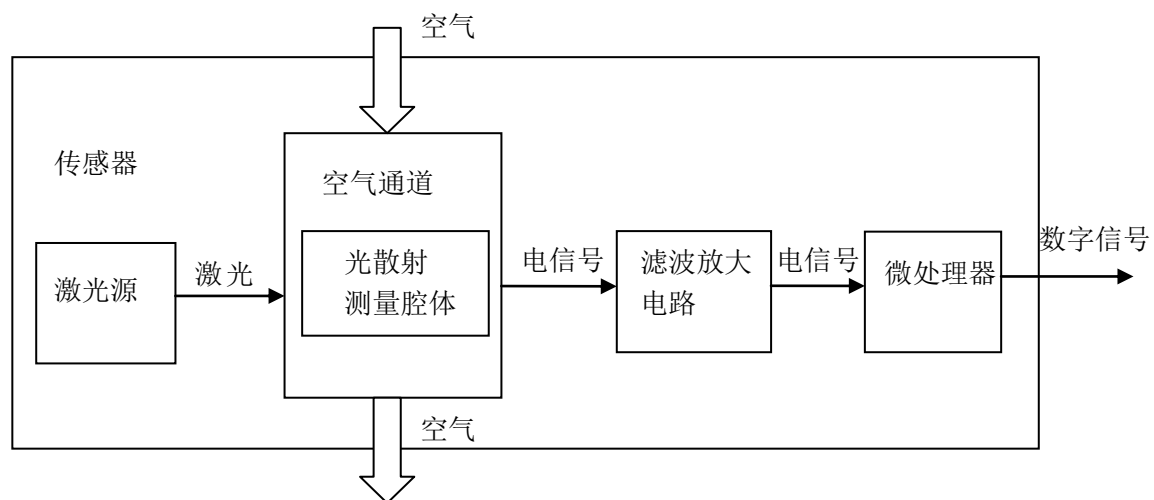 空气
传感器
空气通道
激光源
激光
光散射
测量腔体
电信号
滤波放大
电路
电信号
微处理器
数字信号
空气